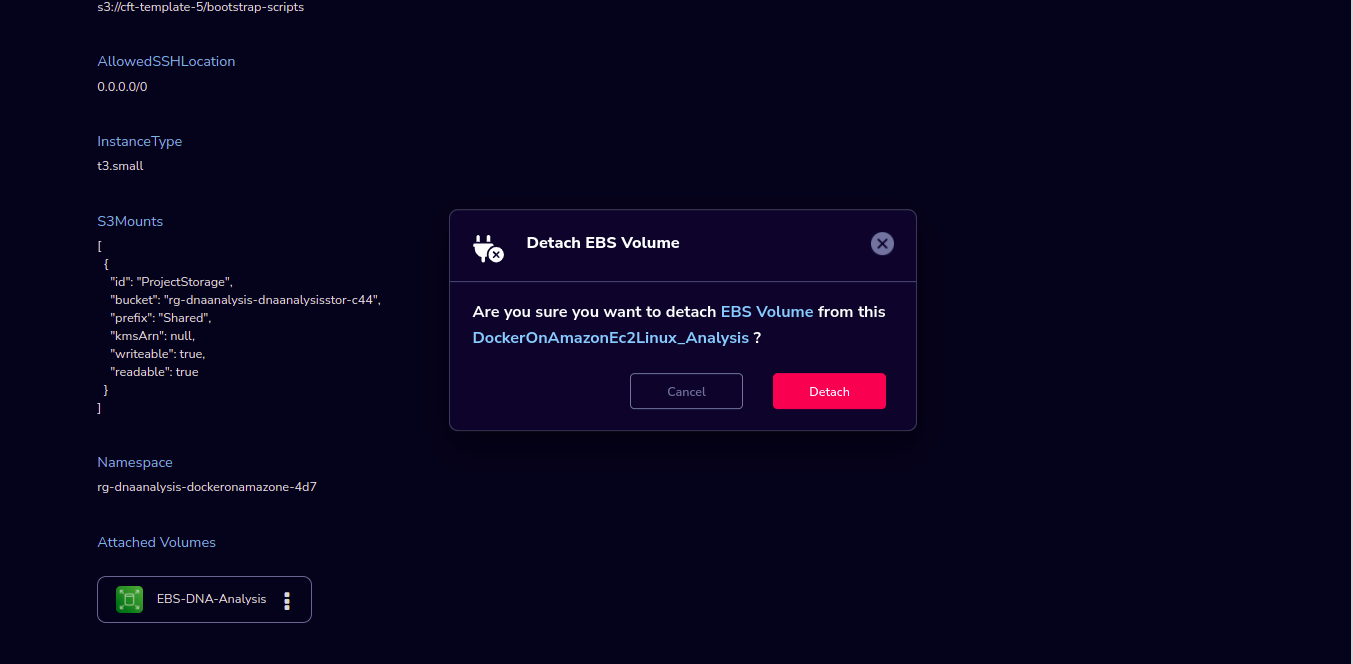 s3://cft-template-5/bootstrap-scripts
AllowedSSHLocation
0.0.0.0/0
InstanceType
t3.small
S3Mounts
[
{
"id": "ProjectStorage",
"bucket": "rg-dnaanalysis-dnaanalysisstor-c44",
"prefix": "Shared",
"kmsArn": null,
"writeable": true,
"readable": true
}
]
Namespace
rg-dnaanalysis-dockeronamazone-4d7
Attached Volumes
EBS-DNA-Analysis
Detach EBS Volume
Are you sure you want to detach EBS Volume from this
DockerOnAmazonEc2Linux_Analysis ?
Cancel
Detach